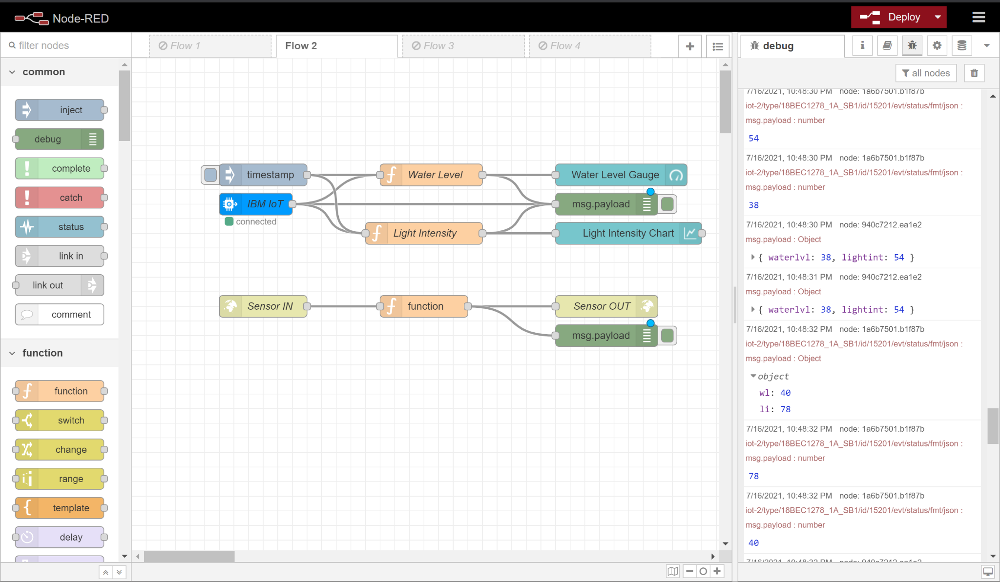 Node-RED
Deploy
filter nodes
Flow 1
Flow 2
Flow 3
Flow 4
debug
all nodes
common
inject
debug
complete
catch
status
link in
link out
comment
function
function
switch
change
range
template
delay
timestamp
Water Level
Water Level Gauge
IBM IoT
msg.payload
connected
Light Intensity
Light Intensity Chart
Sensor IN
function
Sensor OUT
msg.payload
7/16/2021, 10:48:30 PM node: 1a6b7501.b1f87b
iot-2/type/18BEC1278_1A_SB1/id/15201/evt/status/fmt/json :
msg.payload : number
54
7/16/2021, 10:48:30 PM node: 1a6b7501.b1f87b
iot-2/type/18BEC1278_1A_SB1/id/15201/evt/status/fmt/json :
msg.payload : number
38
7/16/2021, 10:48:30 PM node: 940c7212.ea1e2
msg.payload : Object
{ waterlvl: 38, lightint: 54 }
7/16/2021, 10:48:31 PM node: 940c7212.ea1e2
msg.payload : Object
{ waterlvl: 38, lightint: 54 }
7/16/2021, 10:48:32 PM node: 1a6b7501.b1f87b
iot-2/type/18BEC1278_1A_SB1/id/15201/evt/status/fmt/json :
msg.payload : Object
object
wl: 40
li: 78
7/16/2021, 10:48:32 PM node: 1a6b7501.b1f87b
iot-2/type/18BEC1278_1A_SB1/id/15201/evt/status/fmt/json :
msg.payload : number
78
7/16/2021, 10:48:32 PM node: 1a6b7501.b1f87b
iot-2/type/18BEC1278_1A_SB1/id/15201/evt/status/fmt/json :
msg.payload : number
40